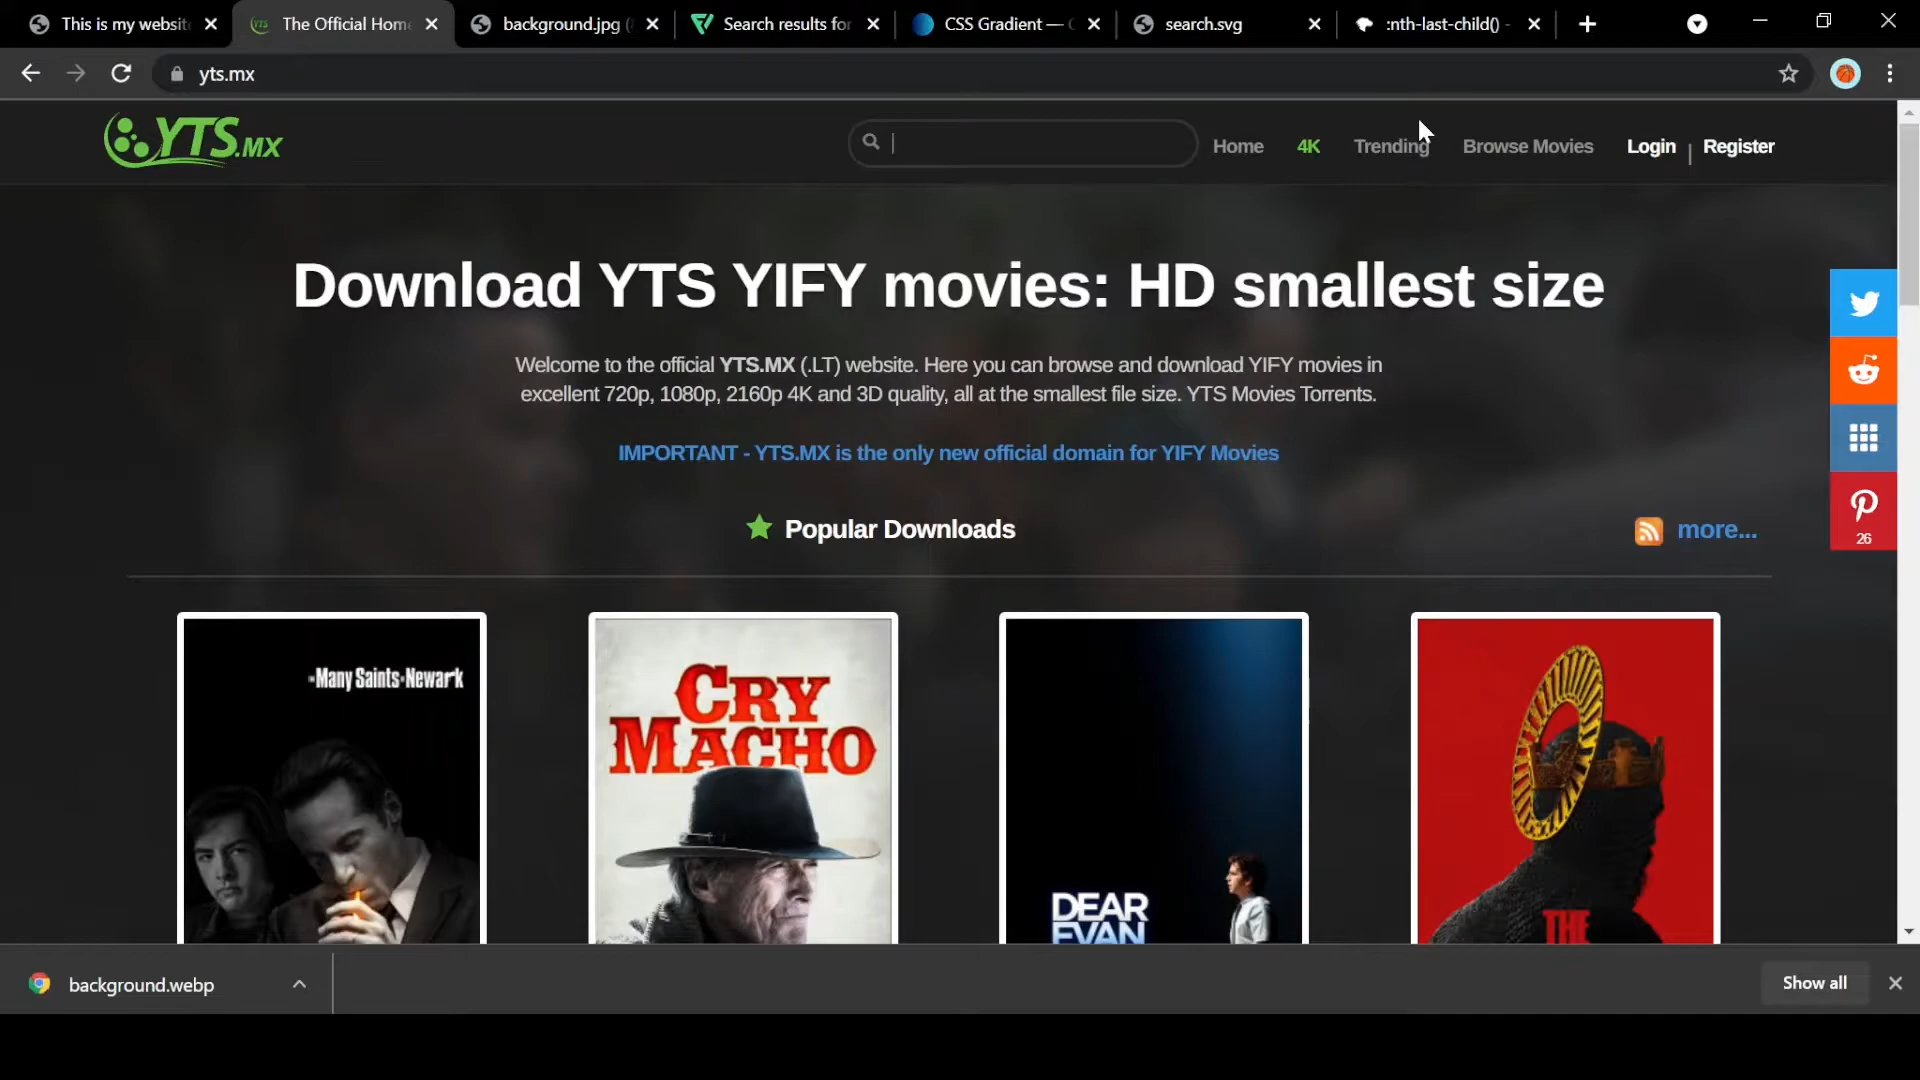 This is my websit
The Official Hom
background.jpg (
Search results for
CSS Gradient —
search.svg
:nth-last-child() -
yts.mx
YTS.MX
Home
4K
Trending
Browse Movies
Login
Register
Download YTS YIFY movies: HD smallest size
Welcome to the official YTS.MX (.LT) website. Here you can browse and download YIFY movies in
excellent 720p, 1080p, 2160p 4K and 3D quality, all at the smallest file size. YTS Movies Torrents.
IMPORTANT - YTS.MX is the only new official domain for YIFY Movies
Popular Downloads
more...
26
Many Saints Newark
CRY
MACHO
DEAR
EVAN
THE
background.webp
Show all